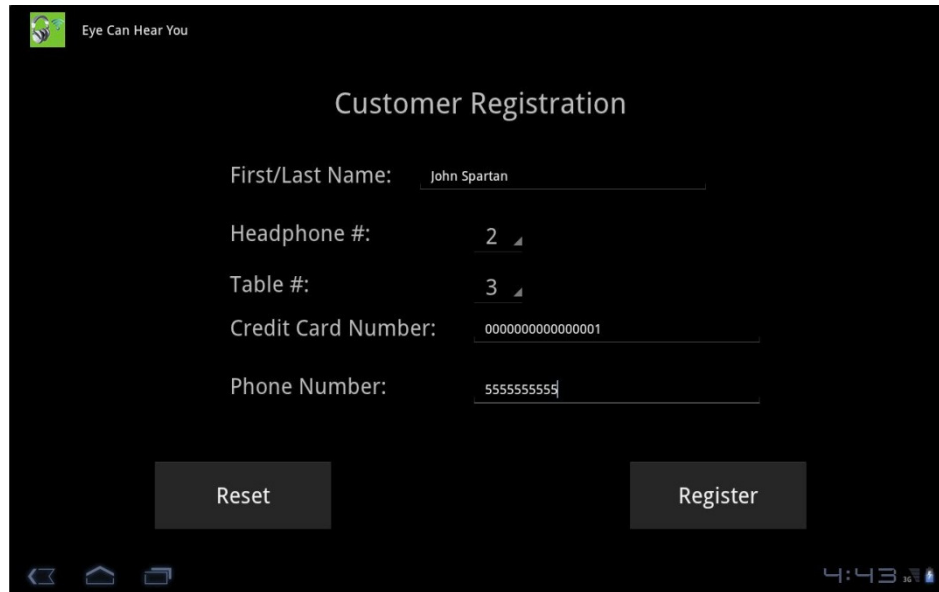 Eye Can Hear You
Customer Registration
First/Last Name: John Spartan
Headphone #: 2
Table #: 3
Credit Card Number: 0000000000000001
Phone Number: 5555555555
Reset Register
4:43 3G